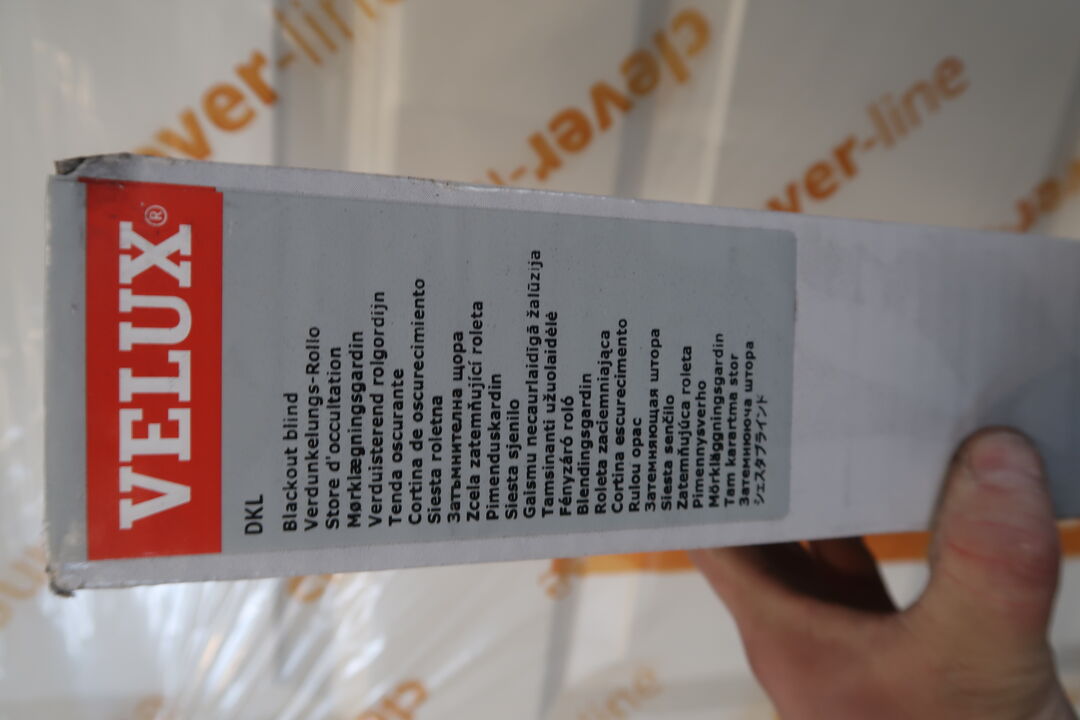 VELUX®
DKL
Blackout blind
Verdunkelungs-Rollo
Store d'occultation
Mørklægningsgardin
Verduisterend rolgordijn
Tenda oscurante
Cortina de oscurecimiento
Siesta roletna
Затъмнителна щора
Zcela zatemňující roleta
Pimenduskardin
Siesta sjenilo
Gaismu necaurlaidīgā žalūzija
Tamsinanti užuolaidėlė
Fényzáró roló
Blendingsgardin
Roleta zaciemniająca
Cortina escurecimento
Rulou opac
Затемняющая штора
Siesta senčilo
Zatemňujúca roleta
Pimennysverho
Mörkläggningsgardin
Tam karartma stor
Затемнююча штора
シエスタブラインド
clever-line
clever
ver-line
clever
line